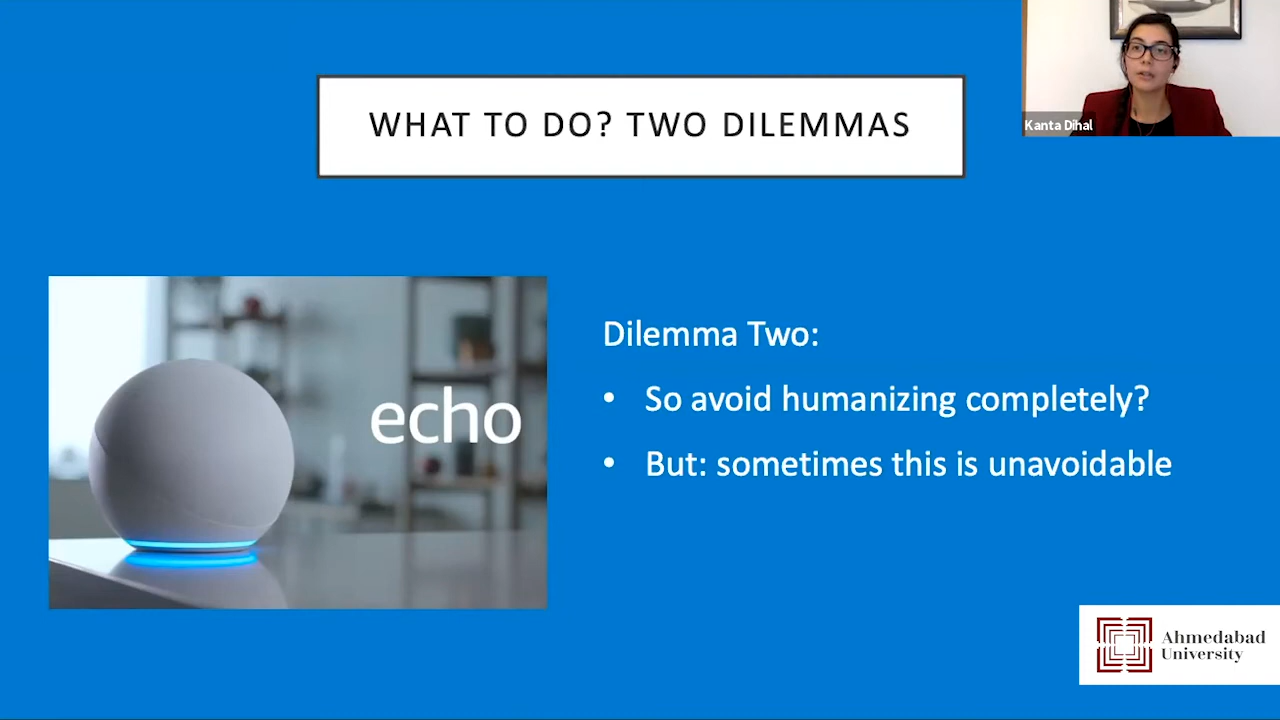 WHAT TO DO? TWO DILEMMAS
Kanta Dihal
echo
Dilemma Two:
• So avoid humanizing completely?
• But: sometimes this is unavoidable
Ahmedabad
University